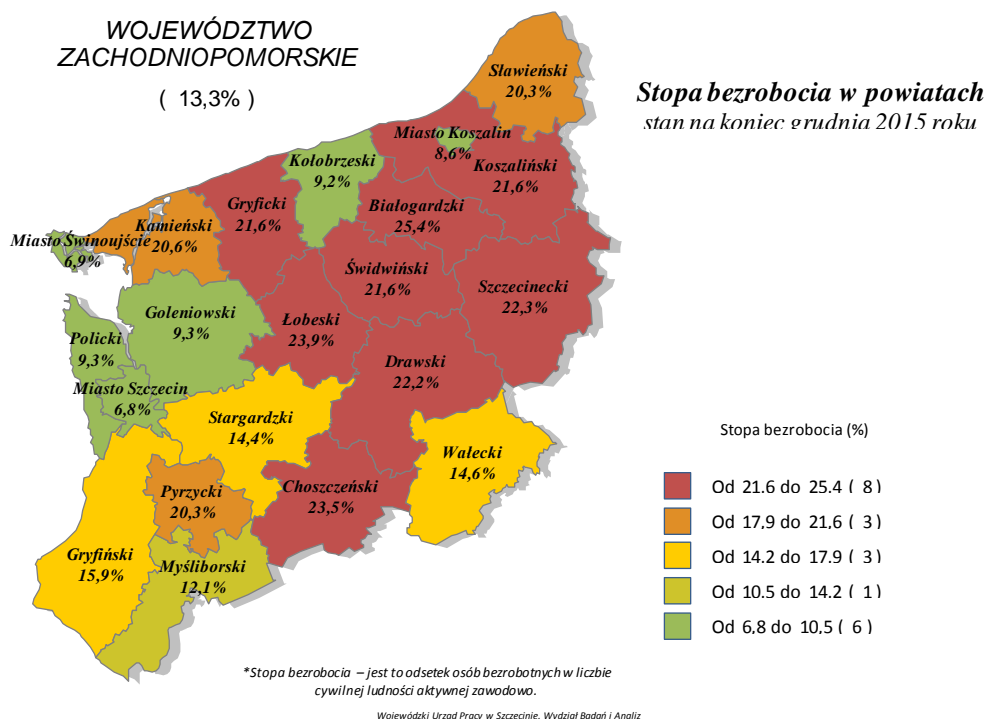 WOJEWÓDZTWO
ZACHODNIOPOMORSKIE
( 13,3% )
Stopa bezrobocia w powiatach
stan na koniec grudnia 2015 roku
Sławieński
20,3%
Miasto Koszalin
8,6%
Koszaliński
21,6%
Kołobrzeski
9,2%
Białogardzki
25,4%
Gryficki
21,6%
Kamieński
20,6%
Miasto Świnoujście
6,9%
Świdwiński
21,6%
Szczecinecki
22,3%
Goleniowski
9,3%
Łobeski
23,9%
Policki
9,3%
Drawski
22,2%
Miasto Szczecin
6,8%
Stargardzki
14,4%
Wałecki
14,6%
Choszczeński
23,5%
Pyrzycki
20,3%
Gryfiński
15,9%
Myśliborski
12,1%
Stopa bezrobocia (%)
Od 21.6 do 25.4 ( 8 )
Od 17.9 do 21.6 ( 3 )
Od 14.2 do 17.9 ( 3 )
Od 10.5 do 14.2 ( 1 )
Od 6,8 do 10,5 ( 6 )
*Stopa bezrobocia – jest to odsetek osób bezrobotnych w liczbie
cywilnej ludności aktywnej zawodowo.
Wojewódzki Urząd Pracy w Szczecinie, Wydział Badań i Analiz